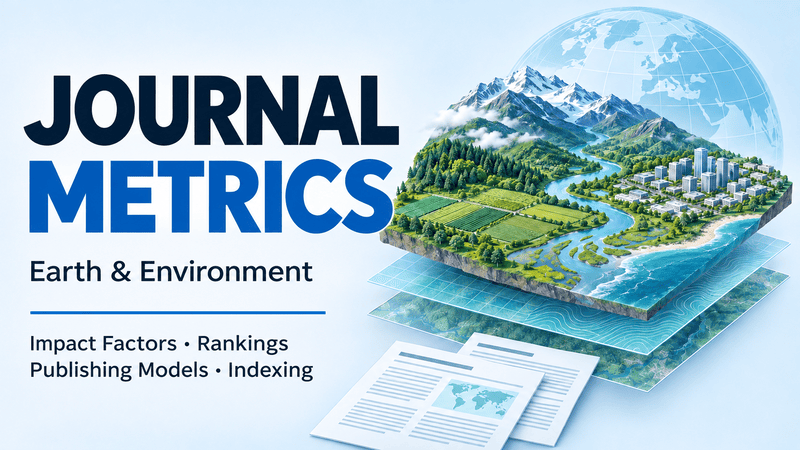 JOURNAL
METRICS
Earth & Environment
Impact Factors • Rankings
Publishing Models • Indexing